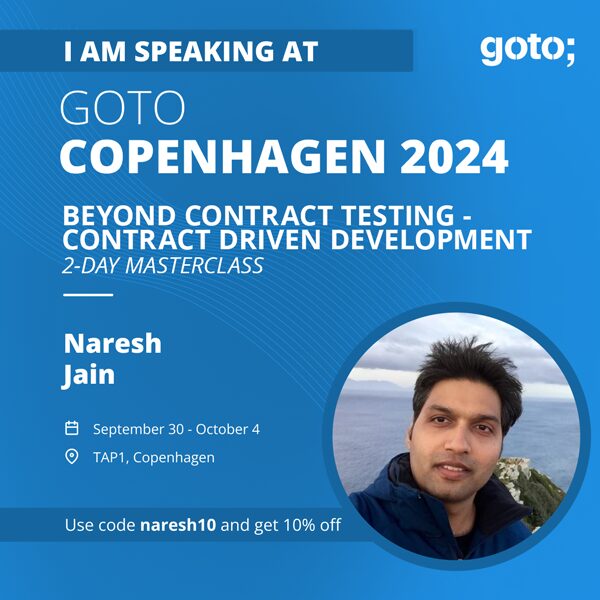 I AM SPEAKING AT
goto;
GOTO
COPENHAGEN 2024
BEYOND CONTRACT TESTING -
CONTRACT DRIVEN DEVELOPMENT
2-DAY MASTERCLASS
Naresh
Jain
September 30 - October 4
TAP1, Copenhagen
Use code naresh10 and get 10% off